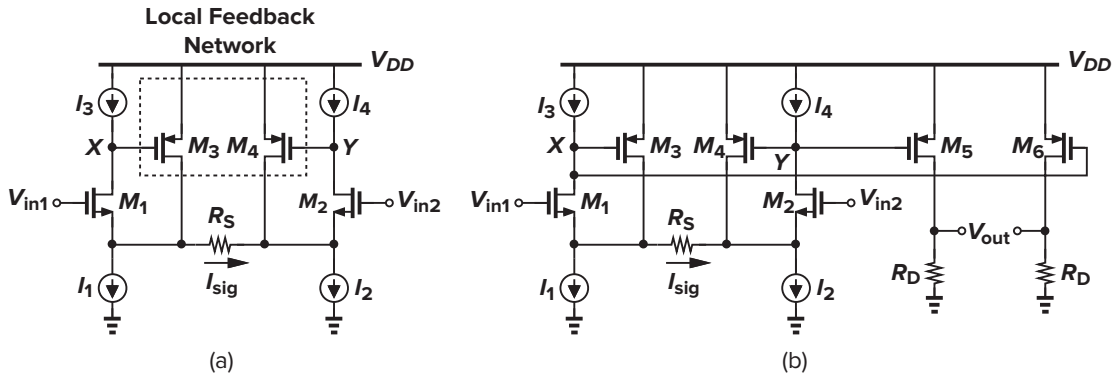 Local Feedback
Network
V_DD
I_3
I_4
X
M_3
M_4
Y
V_in1
M_1
M_2
V_in2
R_S
I_1
I_sig
I_2
(a)
V_DD
I_3
I_4
X
M_3
M_4
Y
M_5
M_6
V_in1
M_1
M_2
V_in2
R_S
V_out
I_1
I_sig
I_2
R_D
R_D
(b)